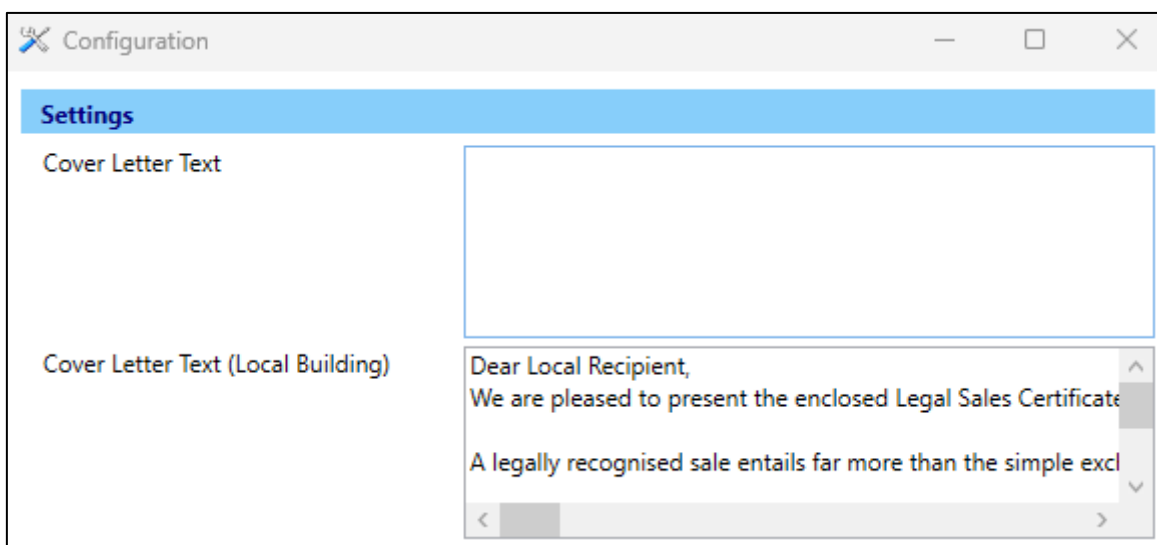 Configuration
Settings
Cover Letter Text
Cover Letter Text (Local Building)
Dear Local Recipient,
We are pleased to present the enclosed Legal Sales Certificate
A legally recognised sale entails far more than the simple